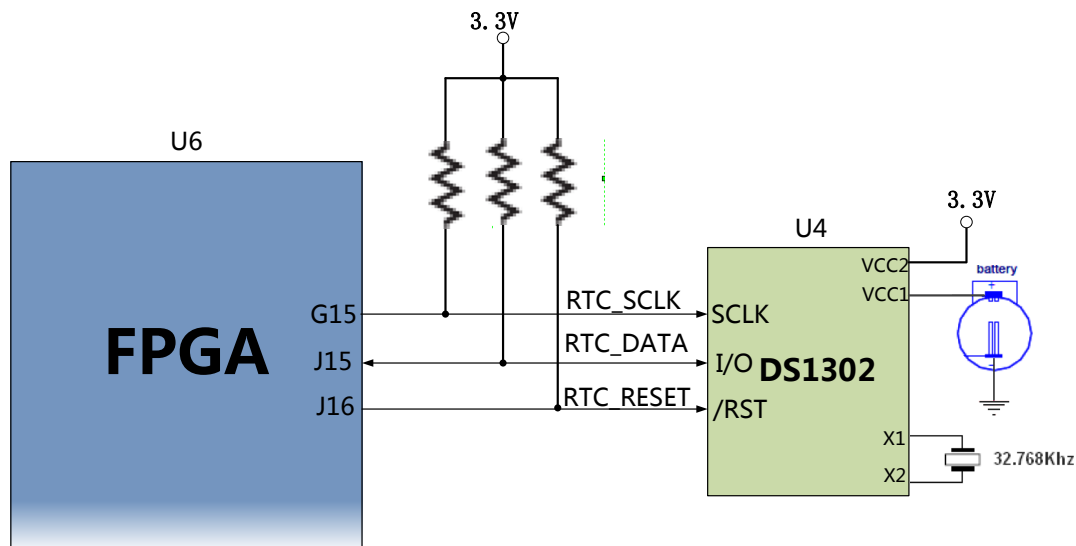 3.3V
U6
FPGA
G15
J15
J16
RTC_SCLK
RTC_DATA
RTC_RESET
U4
SCLK
I/O
DS1302
/RST
VCC2
VCC1
X1
X2
3.3V
battery
+
-
32.768Khz